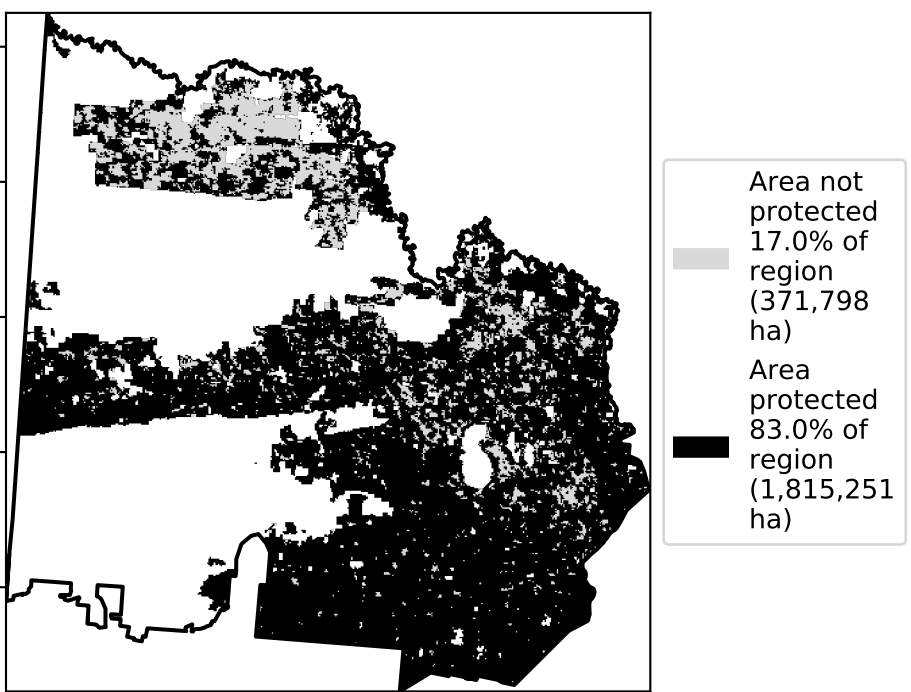 Area not
protected
17.0% of
region
(371,798
ha)
Area
protected
83.0% of
region
(1,815,251
ha)